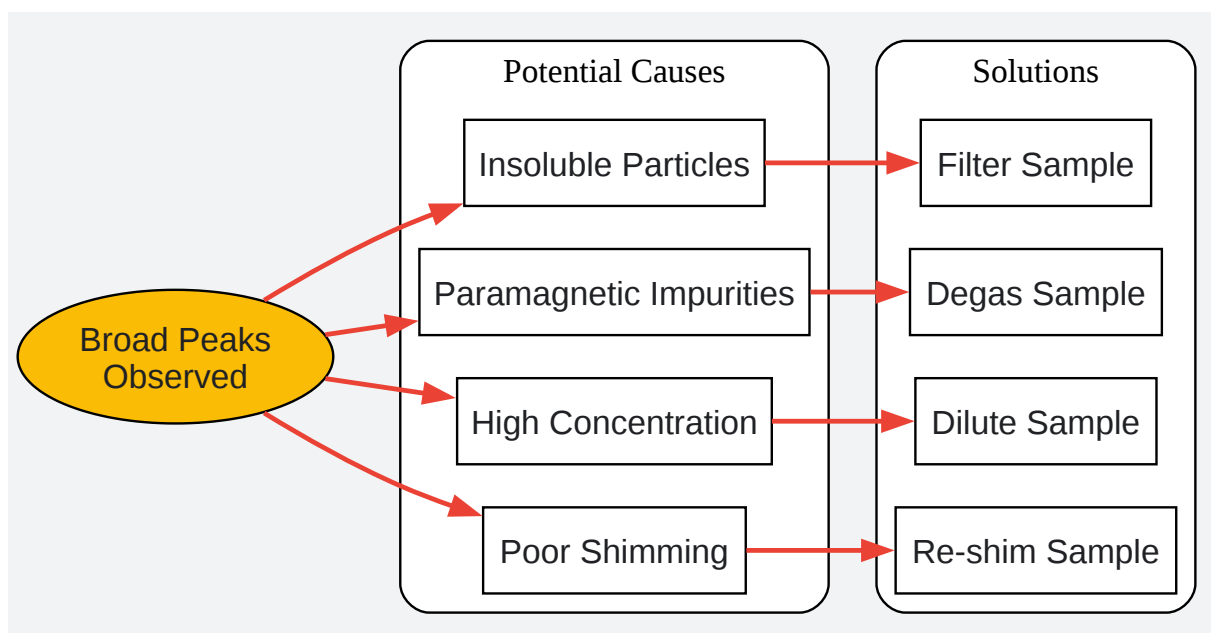 Potential Causes
Solutions
Insoluble Particles
Filter Sample
Paramagnetic Impurities
Degas Sample
Broad Peaks
Observed
High Concentration
Dilute Sample
Poor Shimming
Re-shim Sample